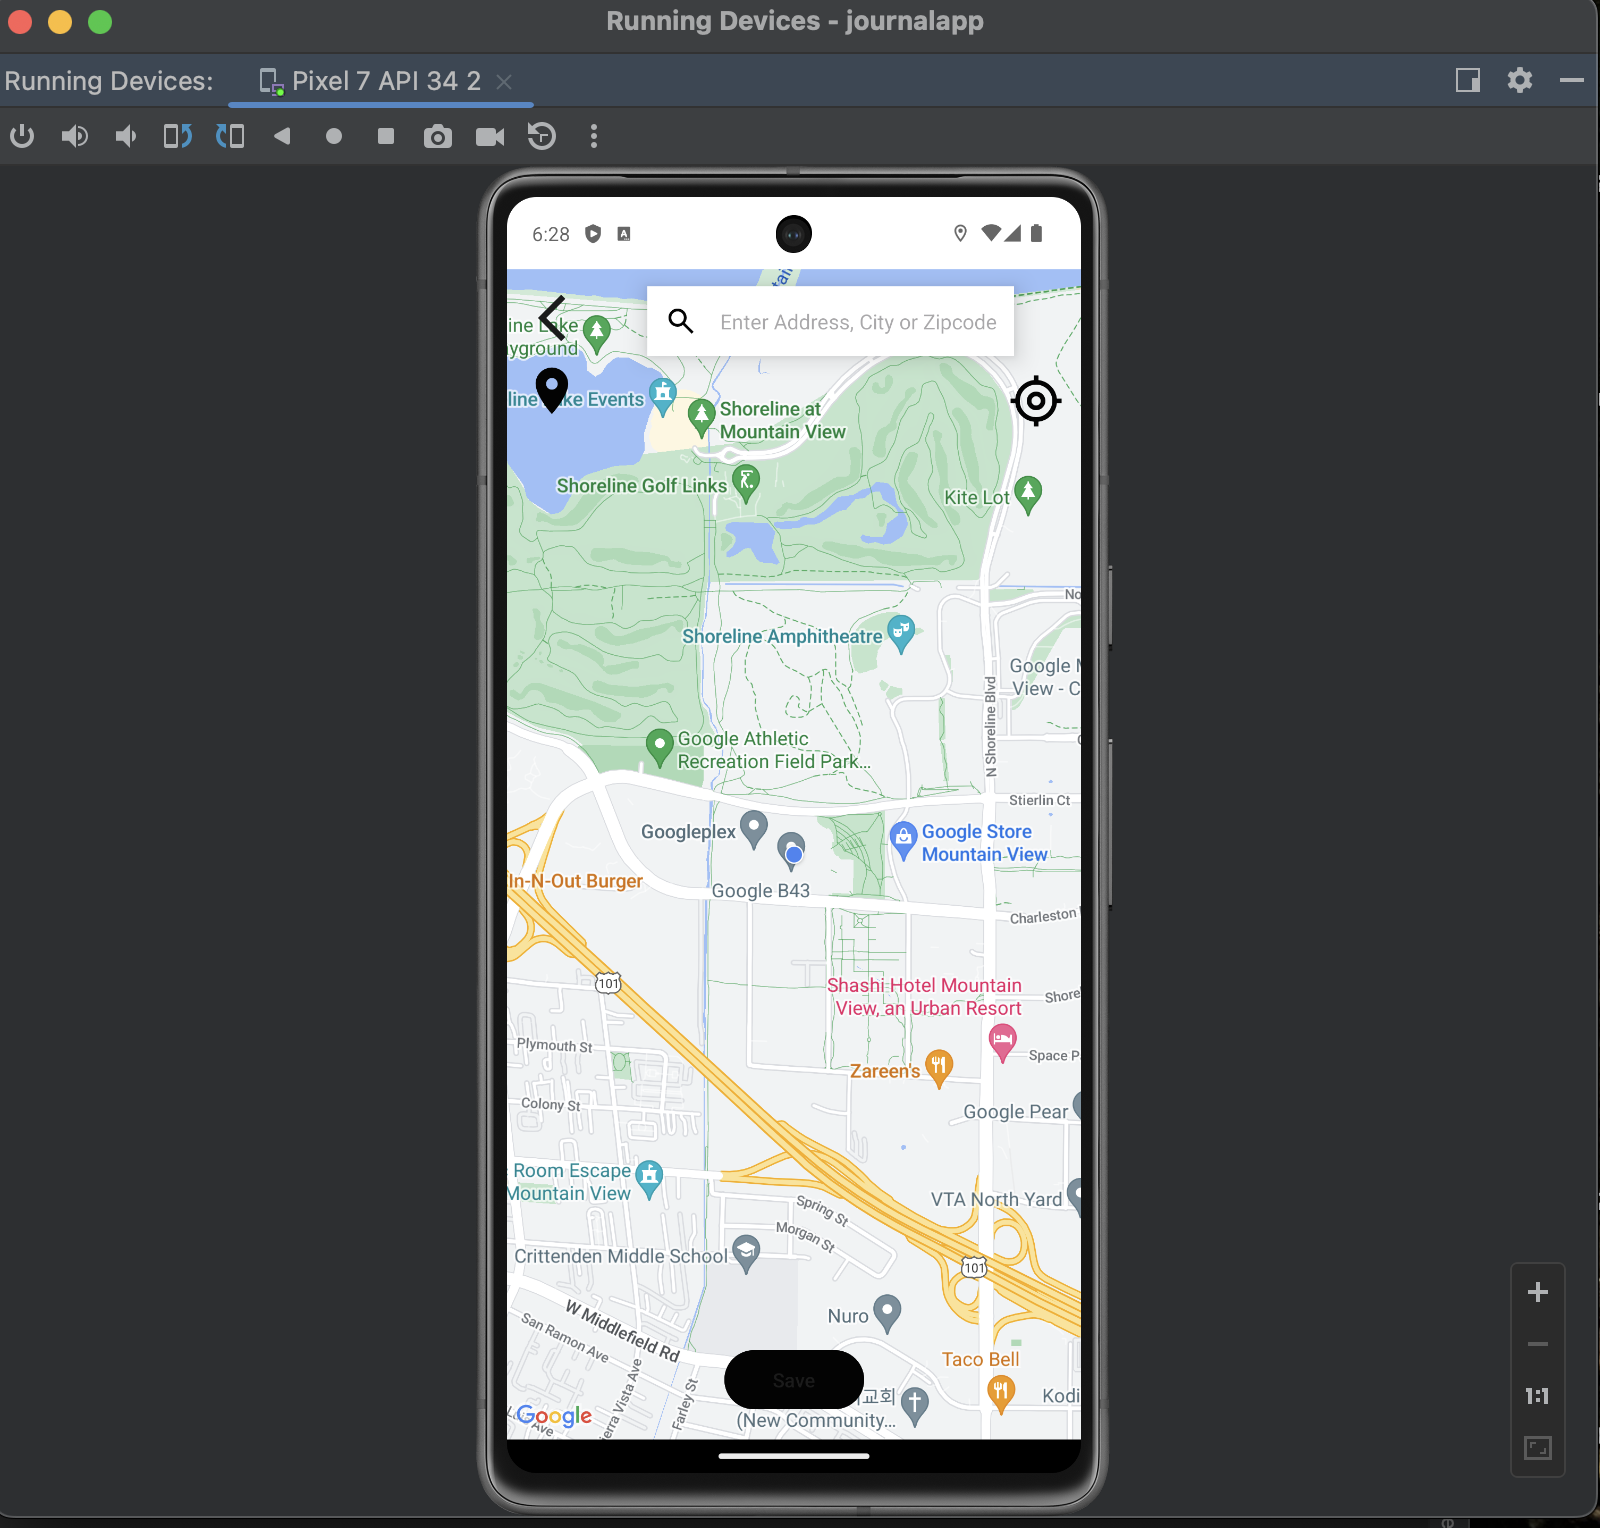 Running Devices - journalapp
Running Devices:
Pixel 7 API 34 2
6:28
Enter Address, City or Zipcode
ine Lake
yground
line Lake Events
Shoreline at
Mountain View
Shoreline Golf Links
Kite Lot
No
Shoreline Amphitheatre
Google M
View - C
N Shoreline Blvd
Google Athletic
Recreation Field Park...
Stierlin Ct
Googleplex
Google Store
Mountain View
Google B43
In-N-Out Burger
Charleston
101
Shashi Hotel Mountain
View, an Urban Resort
Shore
Plymouth St
Space P
Zareen's
Colony St
Google Pear
Room Escape
Mountain View
VTA North Yard
Spring St
Morgan St
Crittenden Middle School
101
W Middlefield Rd
Nuro
San Ramon Ave
Taco Bell
Save
교회
(New Community...
Kodi
Farley St
ierra Vista Ave
Google
Ave
1:1